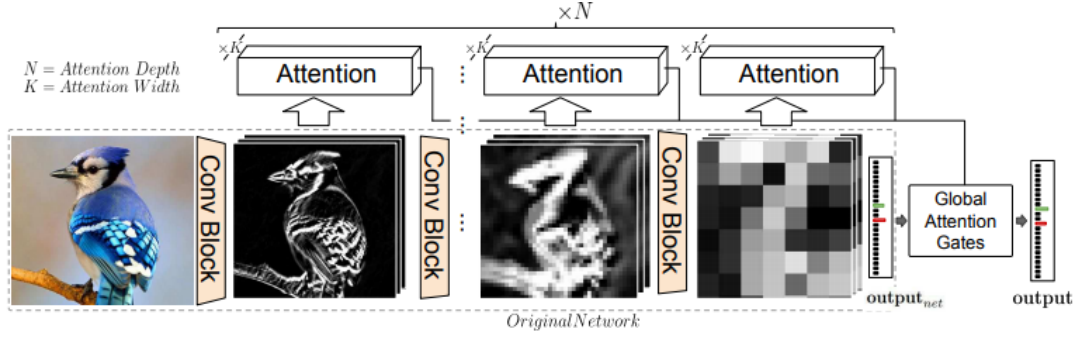 ×N
×K
×K
×K
N = Attention Depth
K = Attention Width
Attention
Attention
Attention
Conv Block
Conv Block
Conv Block
Global
Attention
Gates
output_net
output
OriginalNetwork